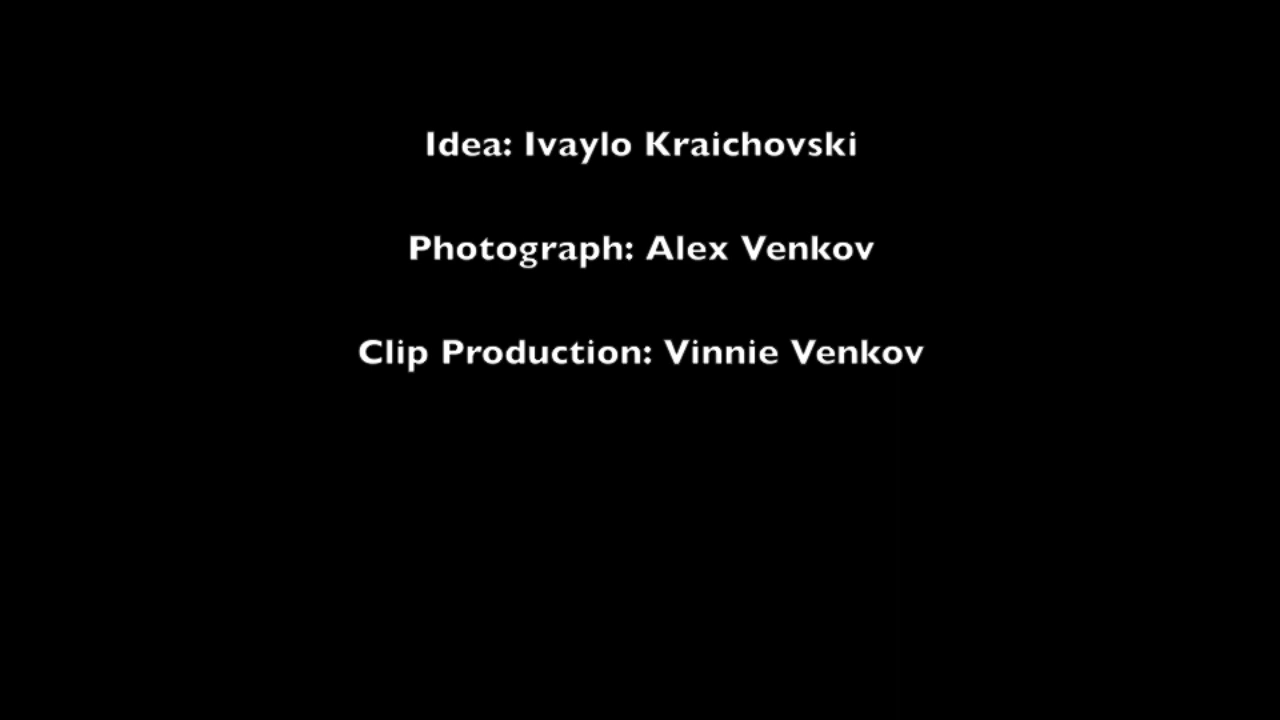 Idea: Ivaylo Kraichovski
Photograph: Alex Venkov
Clip Production: Vinnie Venkov